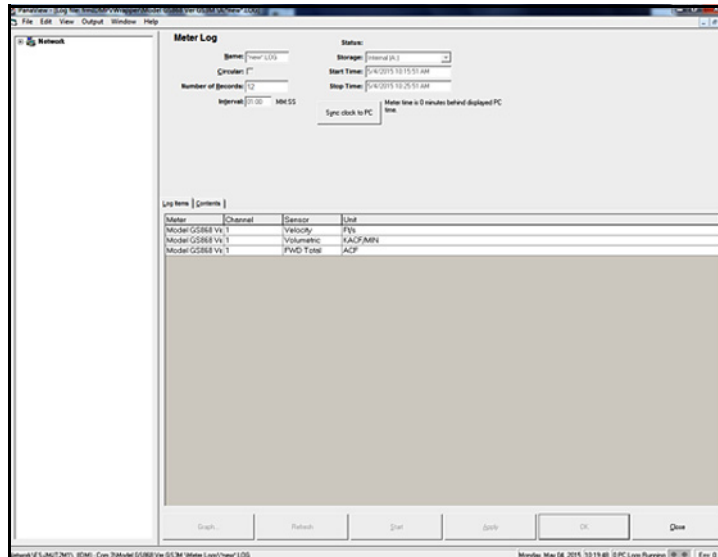 File Edit View Output Window Help
Network
Meter Log
Name: "new".LOG
Circular:
Number of Records: 12
Interval: 01:00 MM:SS
Status:
Storage: Internal (A:)
Start Time: 5/4/2015 10:15:51 AM
Stop Time: 5/4/2015 10:25:51 AM
Sync clock to PC
Meter time is 0 minutes behind displayed PC time.
Log Items Contents
Meter Channel Sensor Unit
Model GS868 Ve 1 Velocity Ft/s
Model GS868 Ve 1 Volumetric KACF/MIN
Model GS868 Ve 1 FWD Total ACF
Graph... Refresh Start Apply OK Close
Monday, May 04, 2015 10:19:48 0 PC Logs Running